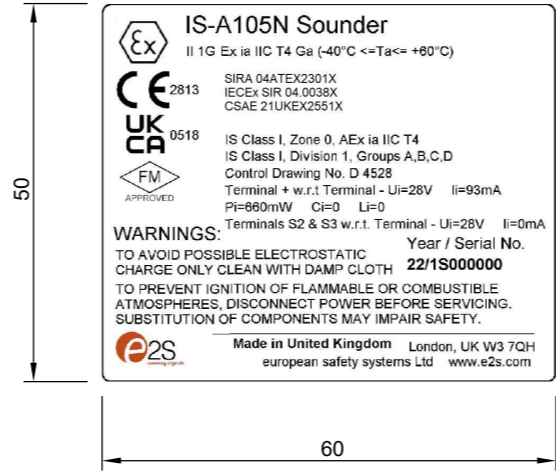 IS-A105N Sounder
Ex
II 1G Ex ia IIC T4 Ga (-40°C <=Ta<= +60°C)
CE 2813
SIRA 04ATEX2301X
IECEx SIR 04.0038X
CSAE 21UKEX2551X
UK
CA 0518
IS Class I, Zone 0, AEx ia IIC T4
IS Class I, Division 1, Groups A,B,C,D
FM
APPROVED
Control Drawing No. D 4528
Terminal + w.r.t Terminal - Ui=28V Ii=93mA
Pi=660mW Ci=0 Li=0
Terminals S2 & S3 w.r.t. Terminal - Ui=28V Ii=0mA
WARNINGS:
Year / Serial No.
TO AVOID POSSIBLE ELECTROSTATIC
CHARGE ONLY CLEAN WITH DAMP CLOTH 22/1S000000
TO PREVENT IGNITION OF FLAMMABLE OR COMBUSTIBLE
ATMOSPHERES, DISCONNECT POWER BEFORE SERVICING.
SUBSTITUTION OF COMPONENTS MAY IMPAIR SAFETY.
e2S
Made in United Kingdom London, UK W3 7QH
european safety systems Ltd www.e2s.com
50
60